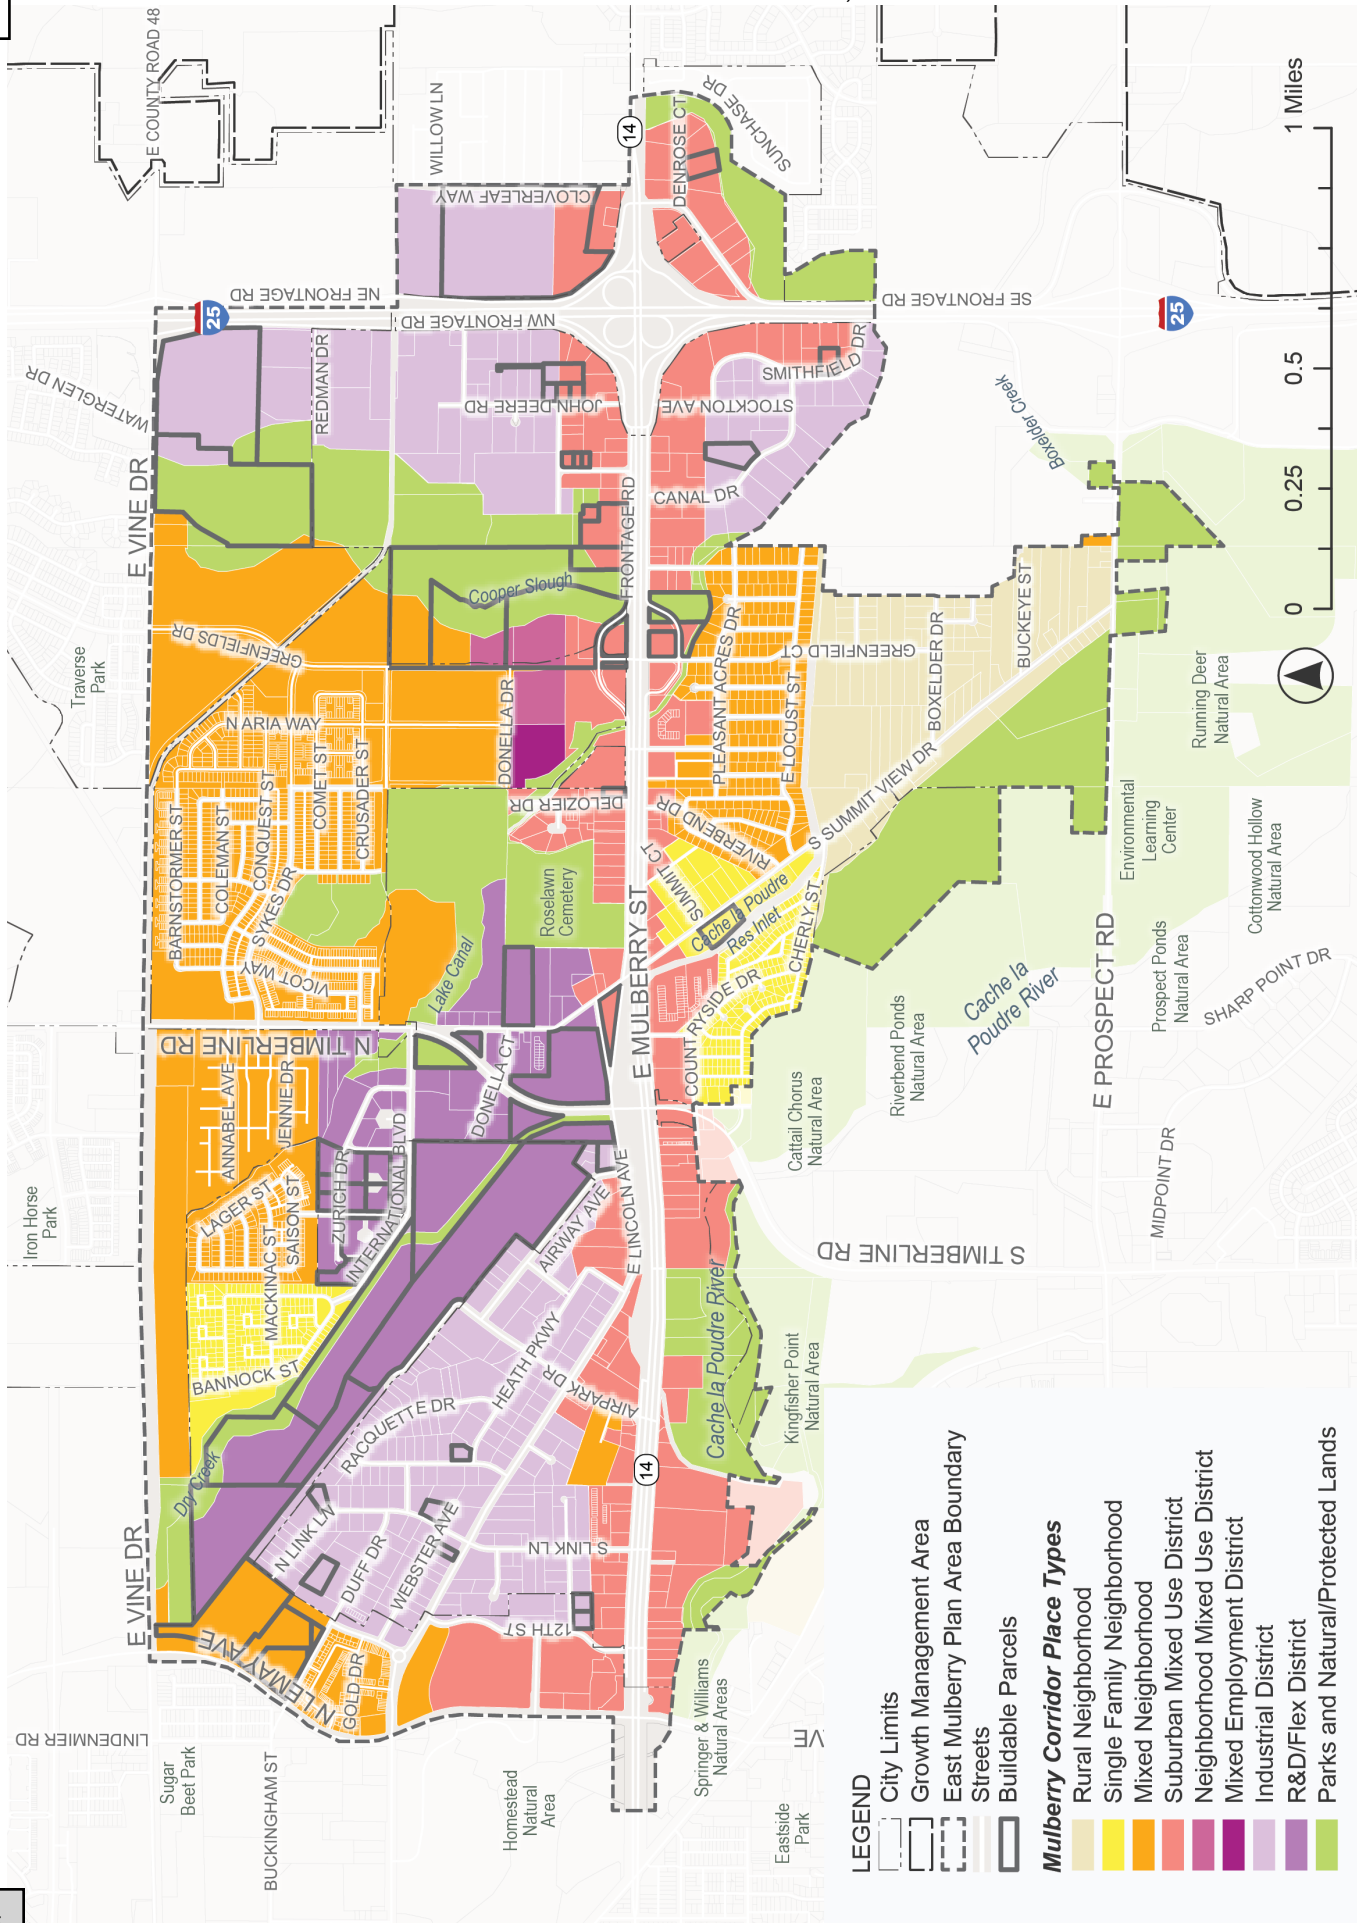 E COUNTY ROAD 48
WILLOW LN
CLOVERLEAF WAY
14
DENROSE CT
SUNCHASE DR
NE FRONTAGE RD
25
NW FRONTAGE RD
SE FRONTAGE RD
25
WATERGLEN DR
REDMAN DR
JOHN DEERE RD
STOCKTON AVE
SMITHFIELD DR
E VINE DR
FRONTAGE RD
CANAL DR
Boxelder Creek
Cooper Slough
GREENFIELDS DR
Traverse
Park
N ARIA WAY
DONELLA DR
PLEASANT ACRES DR
E LOCUST ST
GREENFIELD CT
BOXELDER DR
BUCKEYE ST
Running Deer
Natural Area
BARNSTORMER ST
COLEMAN ST
CONQUEST ST
COMET ST
CRUSADER ST
SYKES DR
VICOT WAY
DELOZIER DR
RIVERBEND DR
S SUMMIT VIEW DR
SUMMIT CT
Roselawn
Cemetery
Cache la Poudre
Res Inlet
CHERLY ST
COUNTRYSIDE DR
Environmental
Learning
Center
Cottonwood Hollow
Natural Area
Lake Canal
E MULBERRY ST
N TIMBERLINE RD
DONELLA CT
Riverbend Ponds
Natural Area
Cache la
Poudre River
E PROSPECT RD
Prospect Ponds
Natural Area
SHARP POINT DR
Iron Horse
Park
ANNABEL AVE
JENNIE DR
LAGER ST
SAISON ST
MACKINAC ST
ZURICH DR
INTERNATIONAL BLVD
BANNOCK ST
AIRWAY AVE
E LINCOLN AVE
Cattail Chorus
Natural Area
MIDPOINT DR
S TIMBERLINE RD
HEATH PKWY
AIRPARK DR
RACQUETTE DR
Cache la Poudre River
Kingfisher Point
Natural Area
Dry Creek
N LINK LN
DUFF DR
WEBSTER AVE
S LINK LN
14
12TH ST
E VINE DR
N LEMAY AVE
GOLD DR
LINDENMIER RD
Sugar
Beet Park
BUCKINGHAM ST
Homestead
Natural
Area
Springer & Williams
Natural Areas
Eastside
Park
0 0.25 0.5 1 Miles
LEGEND
City Limits
Growth Management Area
East Mulberry Plan Area Boundary
Streets
Buildable Parcels
Mulberry Corridor Place Types
Rural Neighborhood
Single Family Neighborhood
Mixed Neighborhood
Suburban Mixed Use District
Neighborhood Mixed Use District
Mixed Employment District
Industrial District
R&D/Flex District
Parks and Natural/Protected Lands